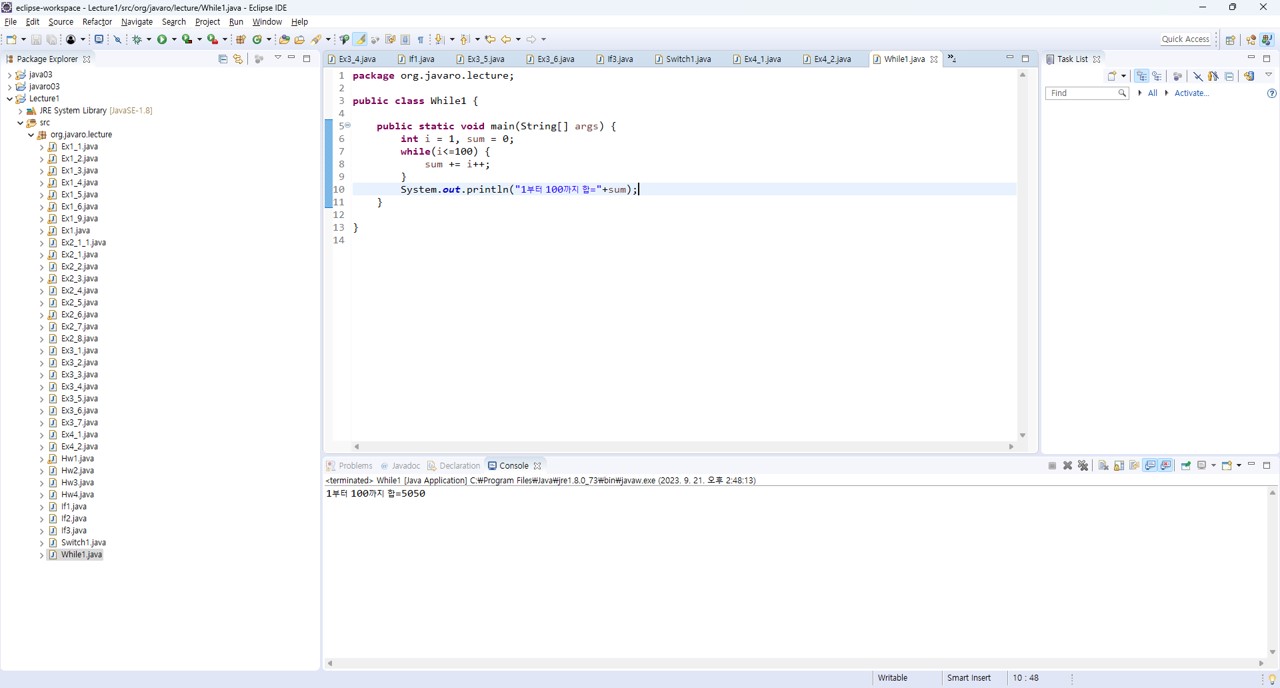 eclipse-workspace - Lecture1/src/org/javaro/lecture/While1.java - Eclipse IDE
File Edit Source Refactor Navigate Search Project Run Window Help
Quick Access
Package Explorer
java03
javaro03
Lecture1
JRE System Library [JavaSE-1.8]
src
org.javaro.lecture
Ex1_1.java
Ex1_2.java
Ex1_3.java
Ex1_4.java
Ex1_5.java
Ex1_6.java
Ex1_9.java
Ex1.java
Ex2_1_1.java
Ex2_1.java
Ex2_2.java
Ex2_3.java
Ex2_4.java
Ex2_5.java
Ex2_6.java
Ex2_7.java
Ex2_8.java
Ex3_1.java
Ex3_2.java
Ex3_3.java
Ex3_4.java
Ex3_5.java
Ex3_6.java
Ex3_7.java
Ex4_1.java
Ex4_2.java
Hw1.java
Hw2.java
Hw3.java
Hw4.java
If1.java
If2.java
If3.java
Switch1.java
While1.java
Ex3_4.java If1.java Ex3_5.java Ex3_6.java If3.java Switch1.java Ex4_1.java Ex4_2.java While1.java
1 package org.javaro.lecture;
2
3 public class While1 {
4
5 public static void main(String[] args) {
6 int i = 1, sum = 0;
7 while(i<=100) {
8 sum += i++;
9 }
10 System.out.println("1부터 100까지 합="+sum);
11 }
12
13 }
14
Task List
Find All Activate...
Problems Javadoc Declaration Console
<terminated> While1 [Java Application] C:₩Program Files₩Java₩jre1.8.0_73₩bin₩javaw.exe (2023. 9. 21. 오후 2:48:13)
1부터 100까지 합=5050
Writable Smart Insert 10 : 48